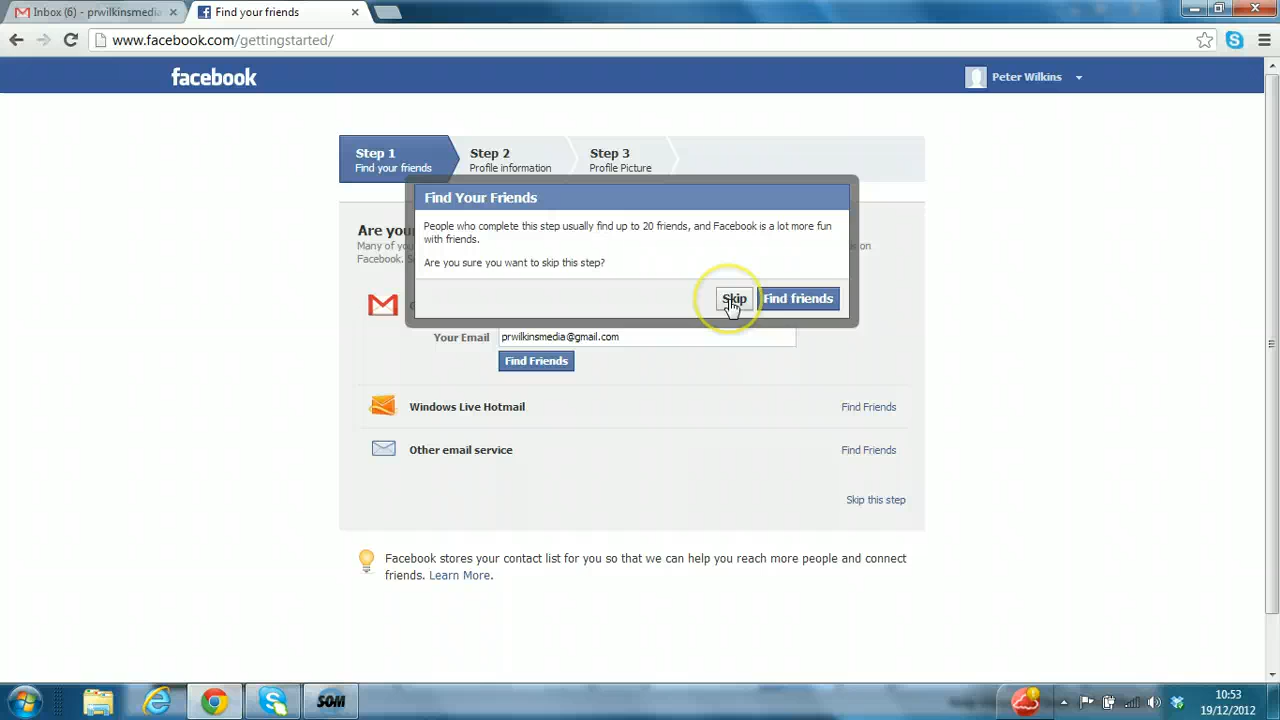 Inbox (6) - prwilkinsmedia
Find your friends
www.facebook.com/gettingstarted/
facebook
Peter Wilkins
Step 1
Find your friends
Step 2
Profile information
Step 3
Profile Picture
Find Your Friends
People who complete this step usually find up to 20 friends, and Facebook is a lot more fun
with friends.
Are you sure you want to skip this step?
Skip
Find friends
Are you
Many of you
on
Facebook. S
G
Your Email
prwilkinsmedia@gmail.com
Find Friends
Windows Live Hotmail
Find Friends
Other email service
Find Friends
Skip this step
Facebook stores your contact list for you so that we can help you reach more people and connect
friends. Learn More.
SOM
10:53
19/12/2012